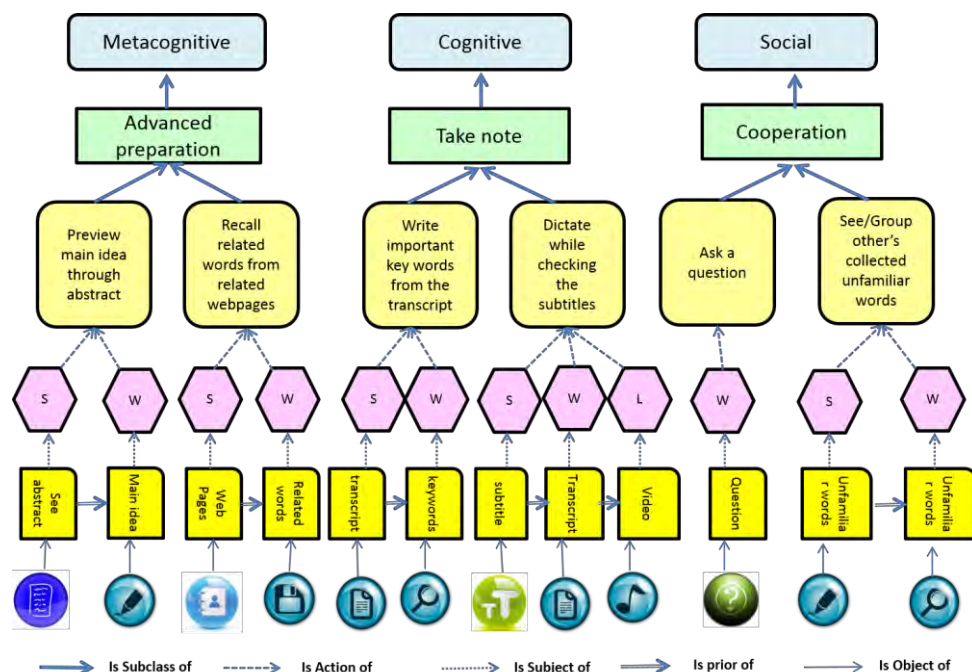 Metacognitive
Cognitive
Social
Advanced
preparation
Take note
Cooperation
Preview
main idea
through
abstract
Recall
related
words from
related
webpages
Write
important
key words
from the
transcript
Dictate
while
checking
the
subtitles
Ask a
question
See/Group
other's
collected
unfamiliar
words
S
W
S
W
S
W
S
W
L
W
S
W
See
abstract
Main idea
Web
Pages
Related
words
transcript
keywords
subtitle
Transcript
Video
Question
Unfamilia
r words
Unfamilia
r words
Is Subclass of
Is Action of
Is Subject of
Is prior of
Is Object of